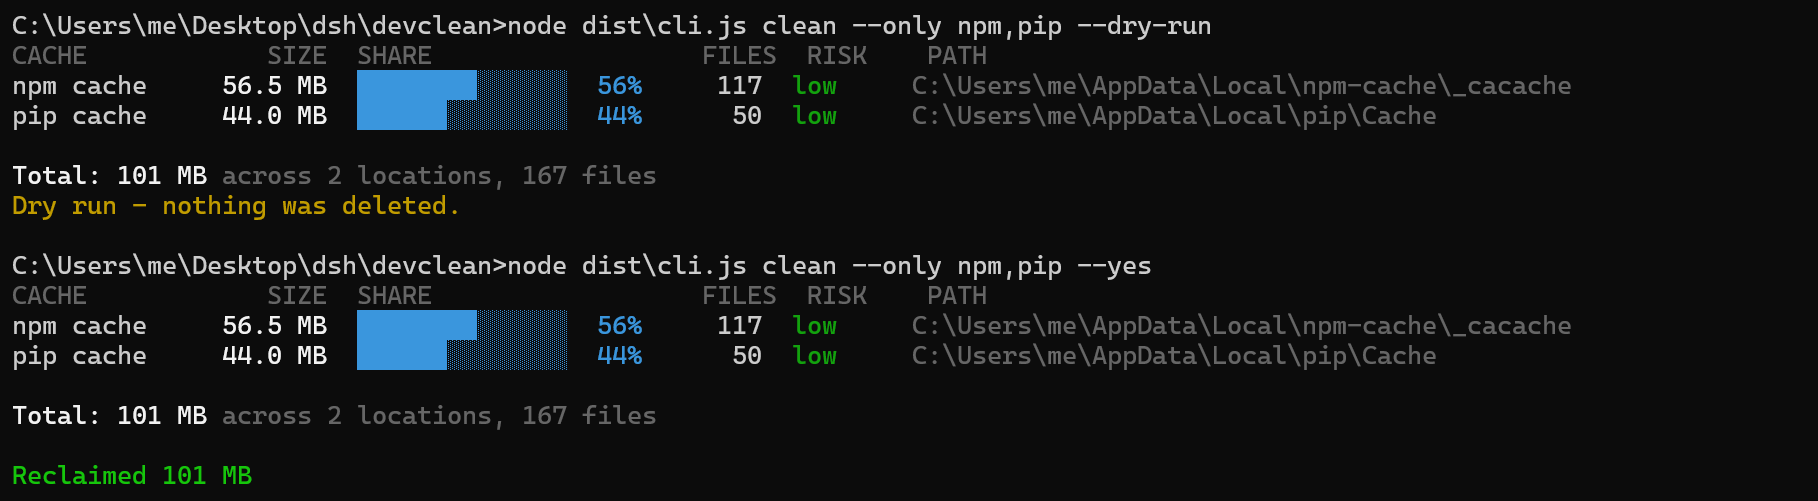 C:\Users\me\Desktop\dsh\devclean>node dist\cli.js clean --only npm,pip --dry-run
CACHE            SIZE  SHARE                  FILES  RISK    PATH
npm cache     56.5 MB                  56%     117  low     C:\Users\me\AppData\Local\npm-cache\_cacache
pip cache     44.0 MB                  44%      50  low     C:\Users\me\AppData\Local\pip\Cache
Total: 101 MB across 2 locations, 167 files
Dry run - nothing was deleted.
C:\Users\me\Desktop\dsh\devclean>node dist\cli.js clean --only npm,pip --yes
CACHE            SIZE  SHARE                  FILES  RISK    PATH
npm cache     56.5 MB                  56%     117  low     C:\Users\me\AppData\Local\npm-cache\_cacache
pip cache     44.0 MB                  44%      50  low     C:\Users\me\AppData\Local\pip\Cache
Total: 101 MB across 2 locations, 167 files
Reclaimed 101 MB